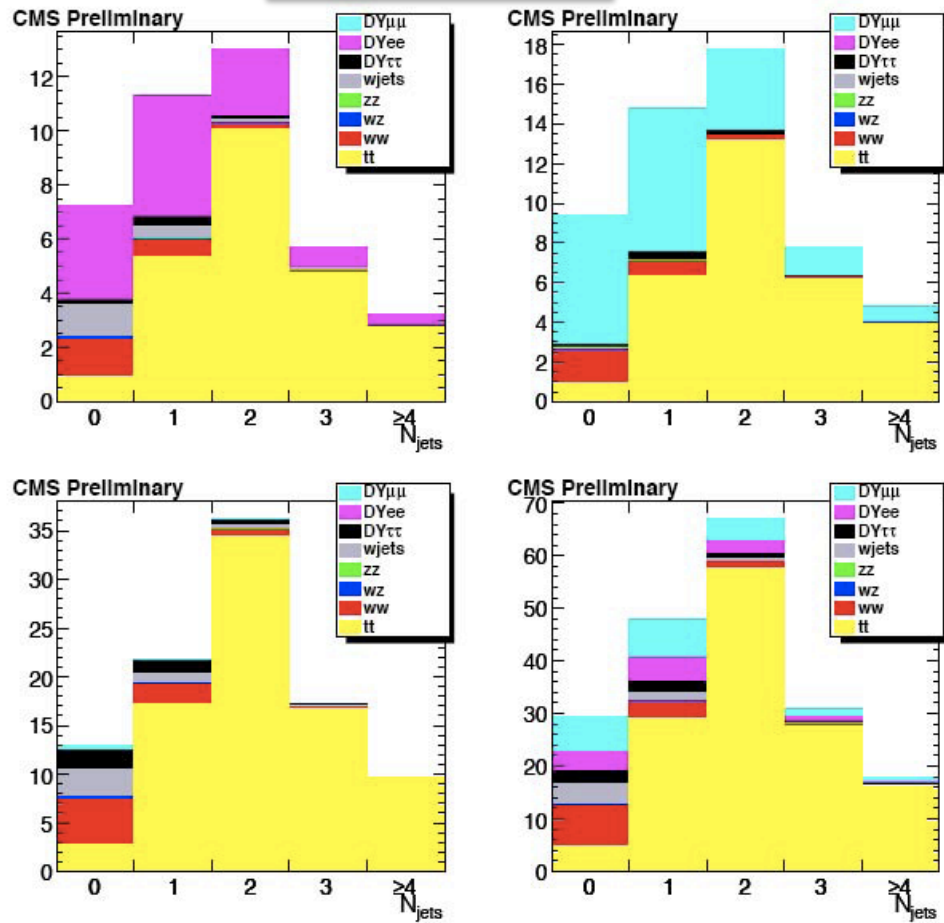 CMS Preliminary
DYμμ
DYee
DYττ
wjets
zz
wz
ww
tt
12
10
8
6
4
2
0
0 1 2 3 ≥4
N_jets
CMS Preliminary
DYμμ
DYee
DYττ
wjets
zz
wz
ww
tt
18
16
14
12
10
8
6
4
2
0
0 1 2 3 ≥4
N_jets
CMS Preliminary
DYμμ
DYee
DYττ
wjets
zz
wz
ww
tt
35
30
25
20
15
10
5
0
0 1 2 3 ≥4
N_jets
CMS Preliminary
DYμμ
DYee
DYττ
wjets
zz
wz
ww
tt
70
60
50
40
30
20
10
0
0 1 2 3 ≥4
N_jets